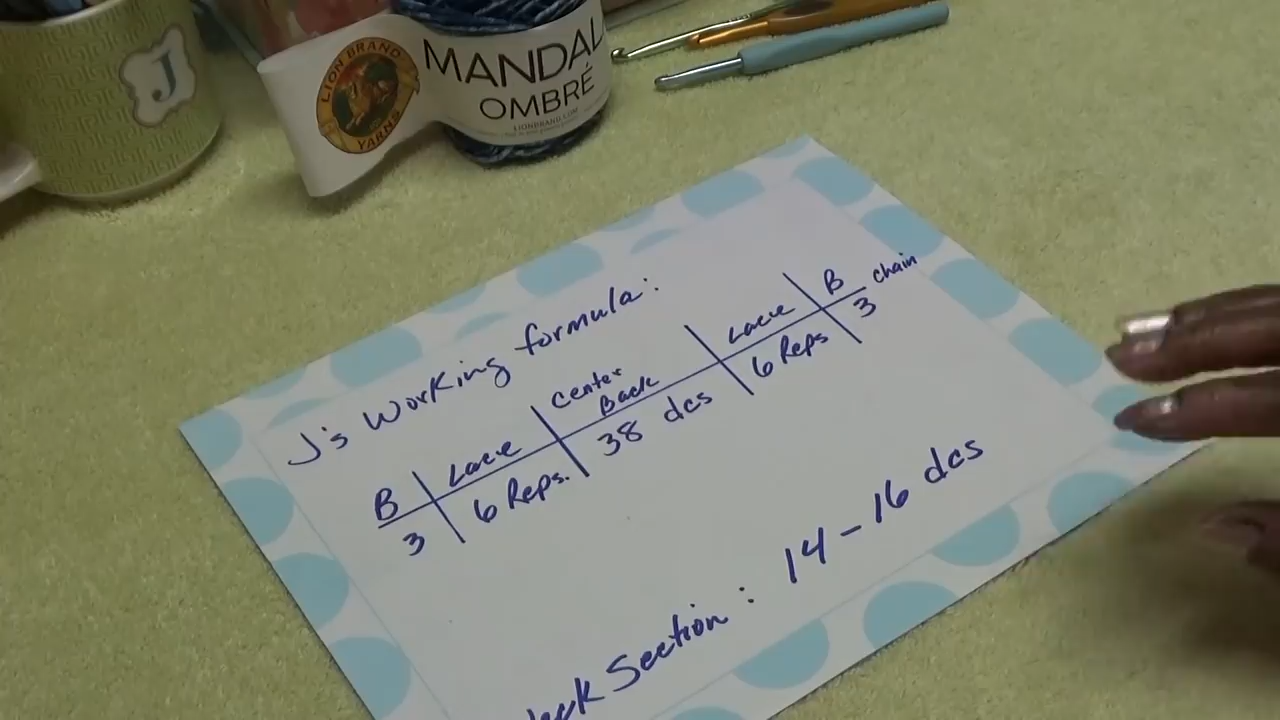 J
LION BRAND
YARNS
MANDAL
OMBRÉ
LIONBRAND.COM
J's Working formula:
B | Lace | Center Back | Lace | B chain
3 | 6 Reps. | 38 dcs | 6 Reps | 3
Section: 14-16 dcs